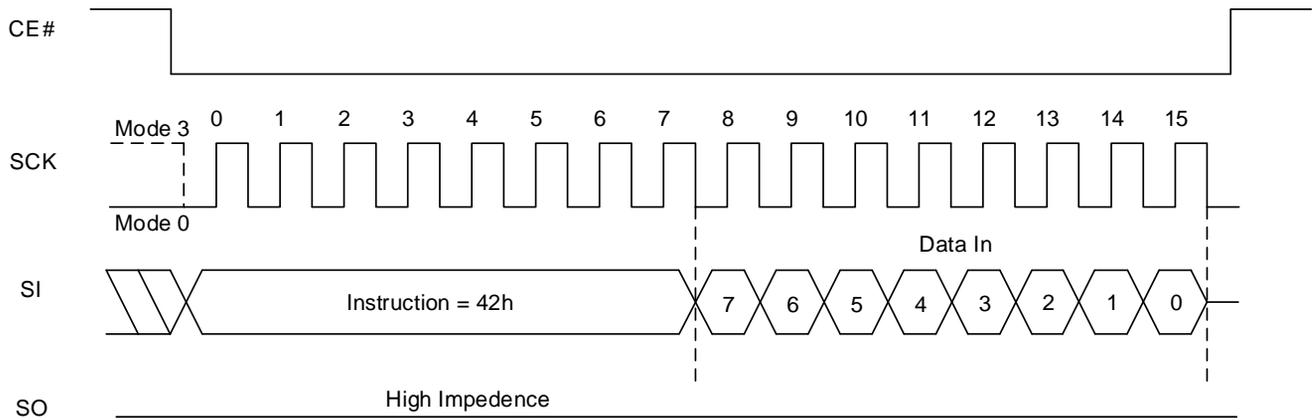 CE#
Mode 3
0 1 2 3 4 5 6 7 8 9 10 11 12 13 14 15
SCK
Mode 0
Data In
SI
Instruction = 42h
7 6 5 4 3 2 1 0
High Impedence
SO